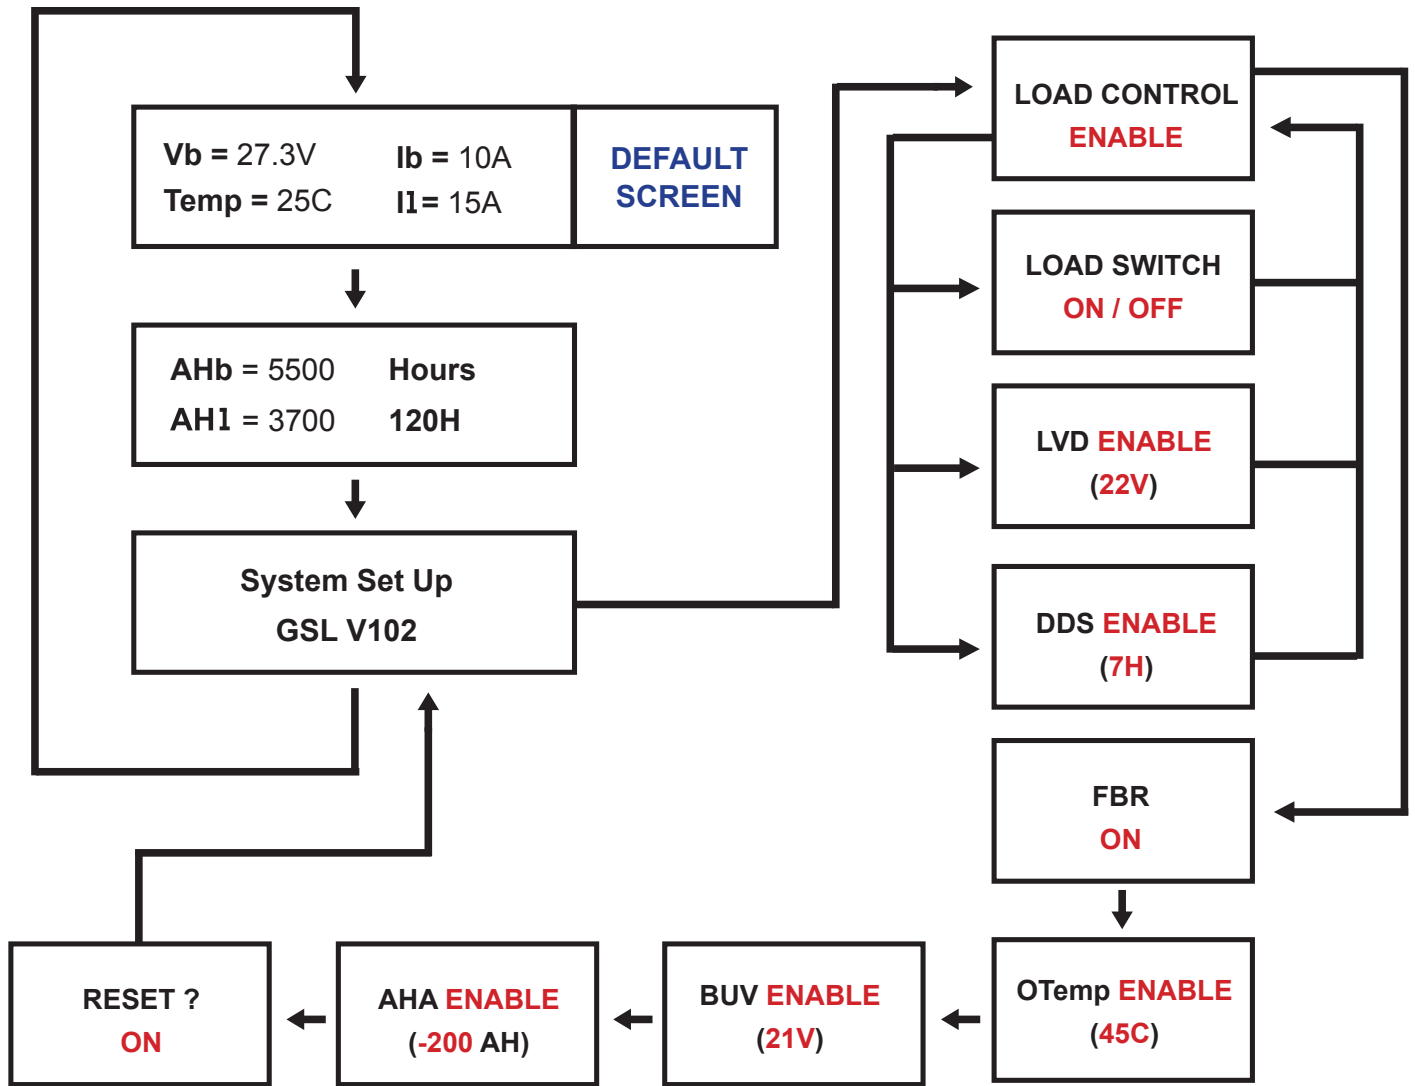 Vb = 27.3V Ib = 10A
Temp = 25C Il = 15A
DEFAULT
SCREEN
AHb = 5500 Hours
AHl = 3700 120H
System Set Up
GSL V102
LOAD CONTROL
ENABLE
LOAD SWITCH
ON / OFF
LVD ENABLE
(22V)
DDS ENABLE
(7H)
FBR
ON
OTemp ENABLE
(45C)
BUV ENABLE
(21V)
AHA ENABLE
(-200 AH)
RESET ?
ON